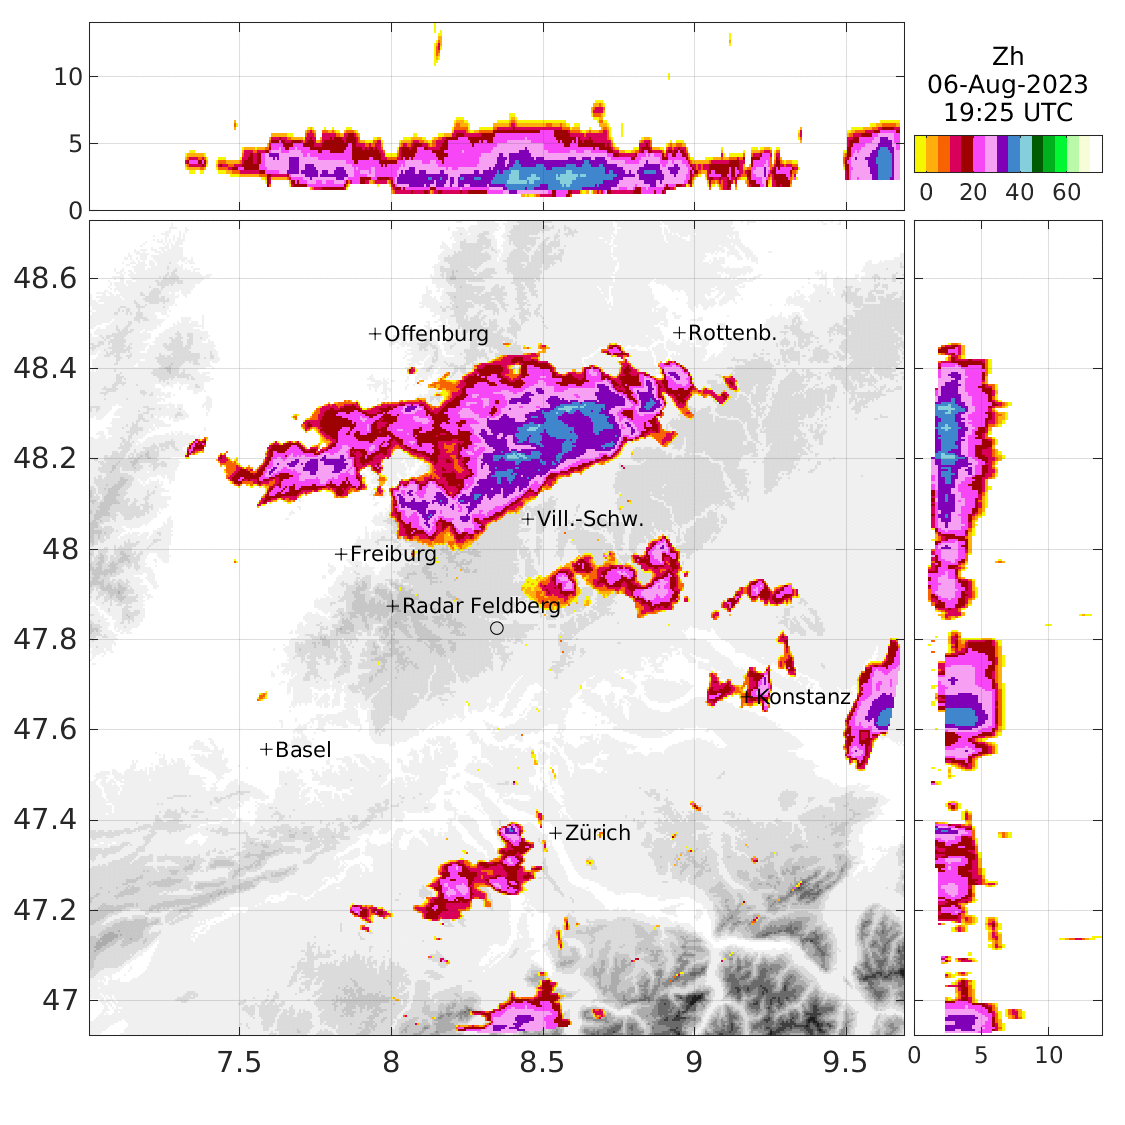 Zh
06-Aug-2023
19:25 UTC
0 20 40 60
10
5
0
48.6
48.4
48.2
48
47.8
47.6
47.4
47.2
47
+Offenburg
+Rottenb.
+Vill.-Schw.
+Freiburg
+Radar Feldberg
+Konstanz
+Basel
+Zürich
7.5 8 8.5 9 9.5
0 5 10